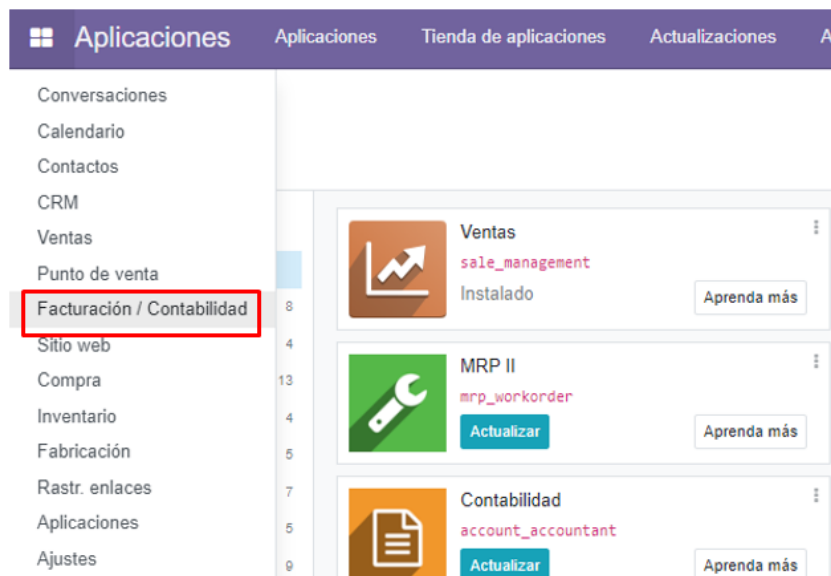 Aplicaciones Aplicaciones Tienda de aplicaciones Actualizaciones A
Conversaciones
Calendario
Contactos
CRM
Ventas
Punto de venta
Facturación / Contabilidad 8
Sitio web 4
Compra 13
Inventario 4
Fabricación 5
Rastr. enlaces 7
Aplicaciones 5
Ajustes 9
Ventas
sale_management
Instalado Aprenda más
MRP II
mrp_workorder
Actualizar Aprenda más
Contabilidad
account_accountant
Actualizar Aprenda más